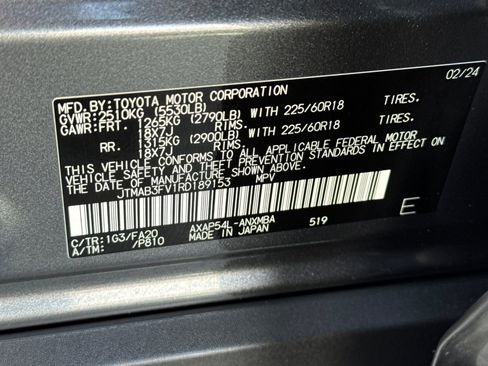 MFD.BY:TOYOTA MOTOR CORPORATION 02/24
GVWR:2510KG (5530LB)
GAWR:FRT. 1265KG (2790LB) WITH 225/60R18 TIRES.
18X7J RIMS,
RR. 1315KG (2900LB) WITH 225/60R18 TIRES.
18X7J RIMS,
THIS VEHICLE CONFORMS TO ALL APPLICABLE FEDERAL MOTOR
VEHICLE SAFETY AND THEFT PREVENTION STANDARDS IN EFFECT
ON THE DATE OF MANUFACTURE SHOWN ABOVE.
JTMAB3FV1RD189153 MPV
C/TR:1G3/FA20 AXAP54L-ANXMBA 519 E
A/TM: /P810 MADE IN JAPAN